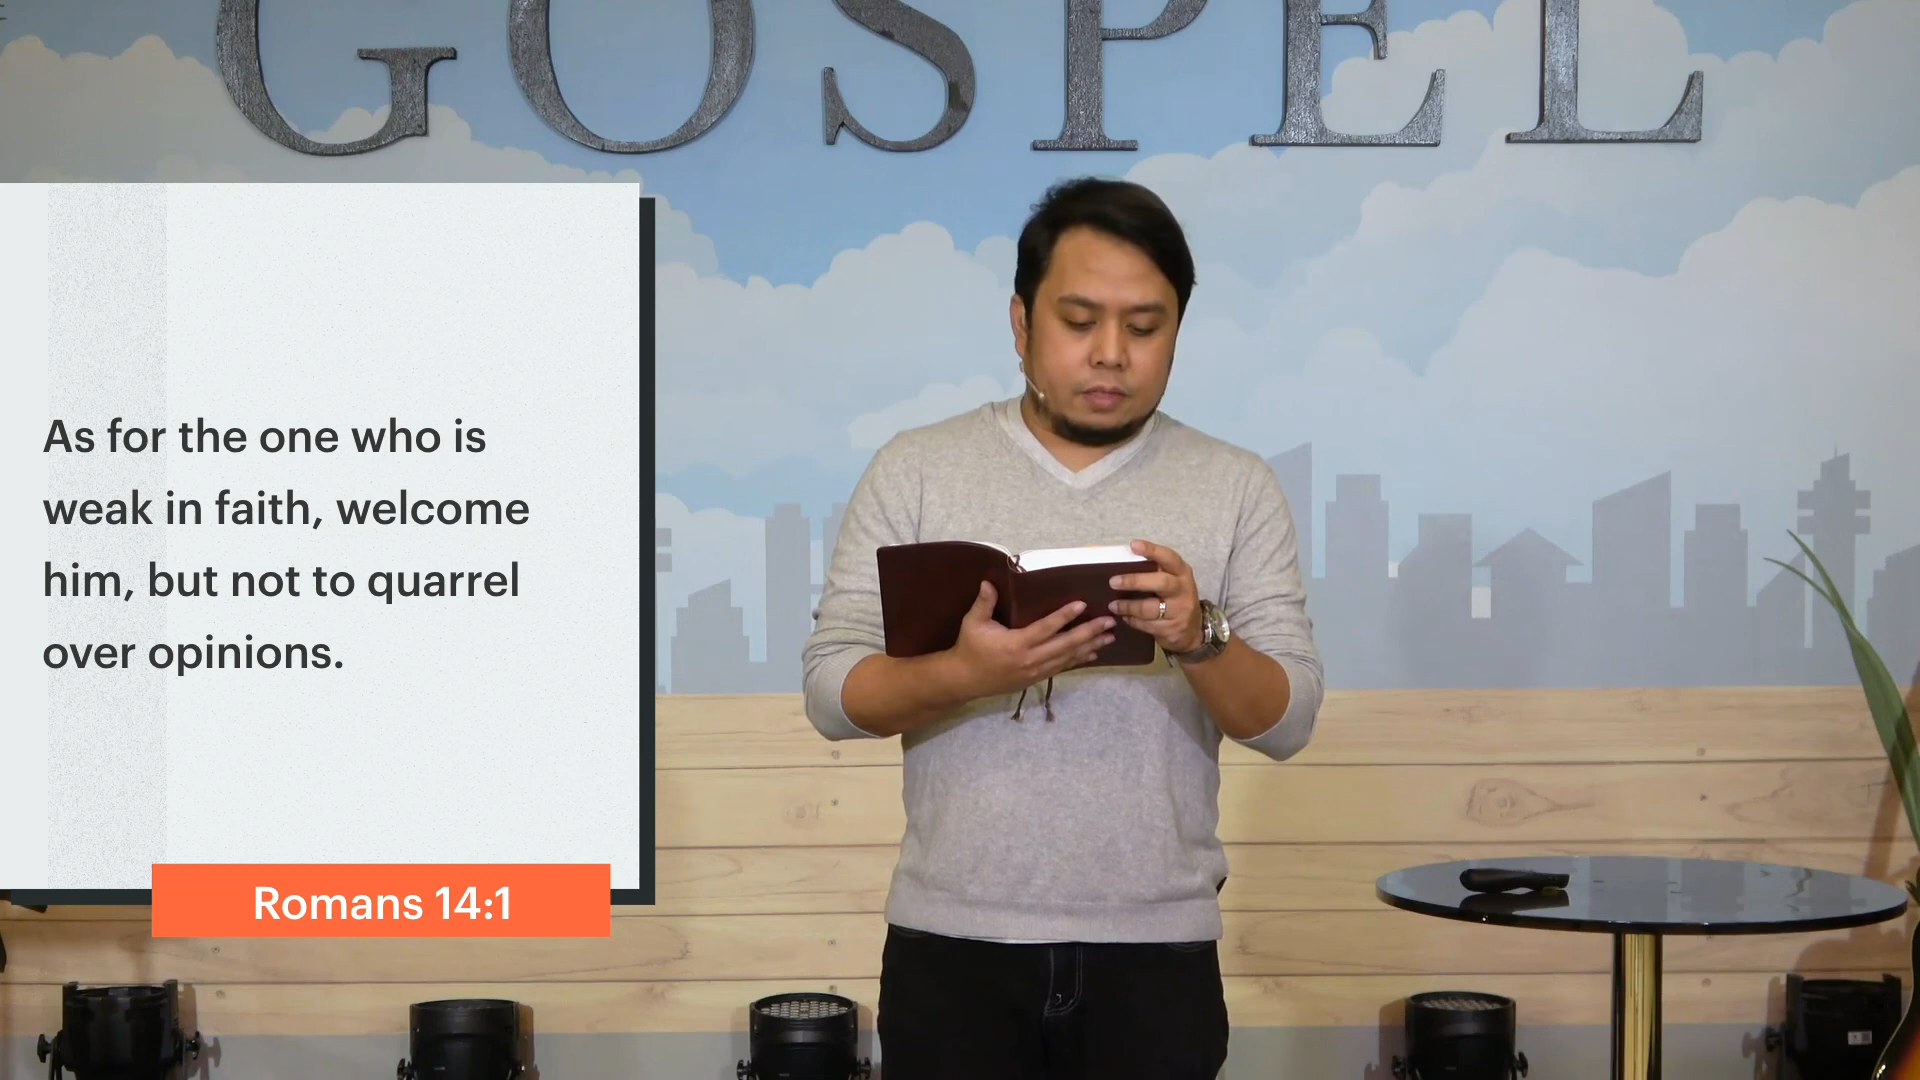 GOSPEL
As for the one who is
weak in faith, welcome
him, but not to quarrel
over opinions.
Romans 14:1